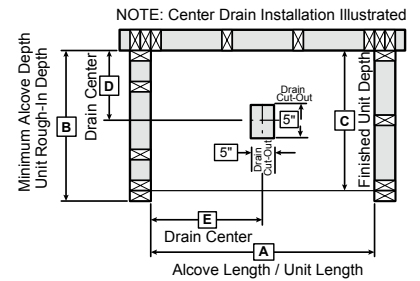 NOTE: Center Drain Installation Illustrated
Minimum Alcove Depth
Unit Rough-In Depth
B
Drain Center
D
Drain
Cut-Out
5"
5"
Drain
Cut-Out
C
Finished Unit Depth
E
Drain Center
A
Alcove Length / Unit Length